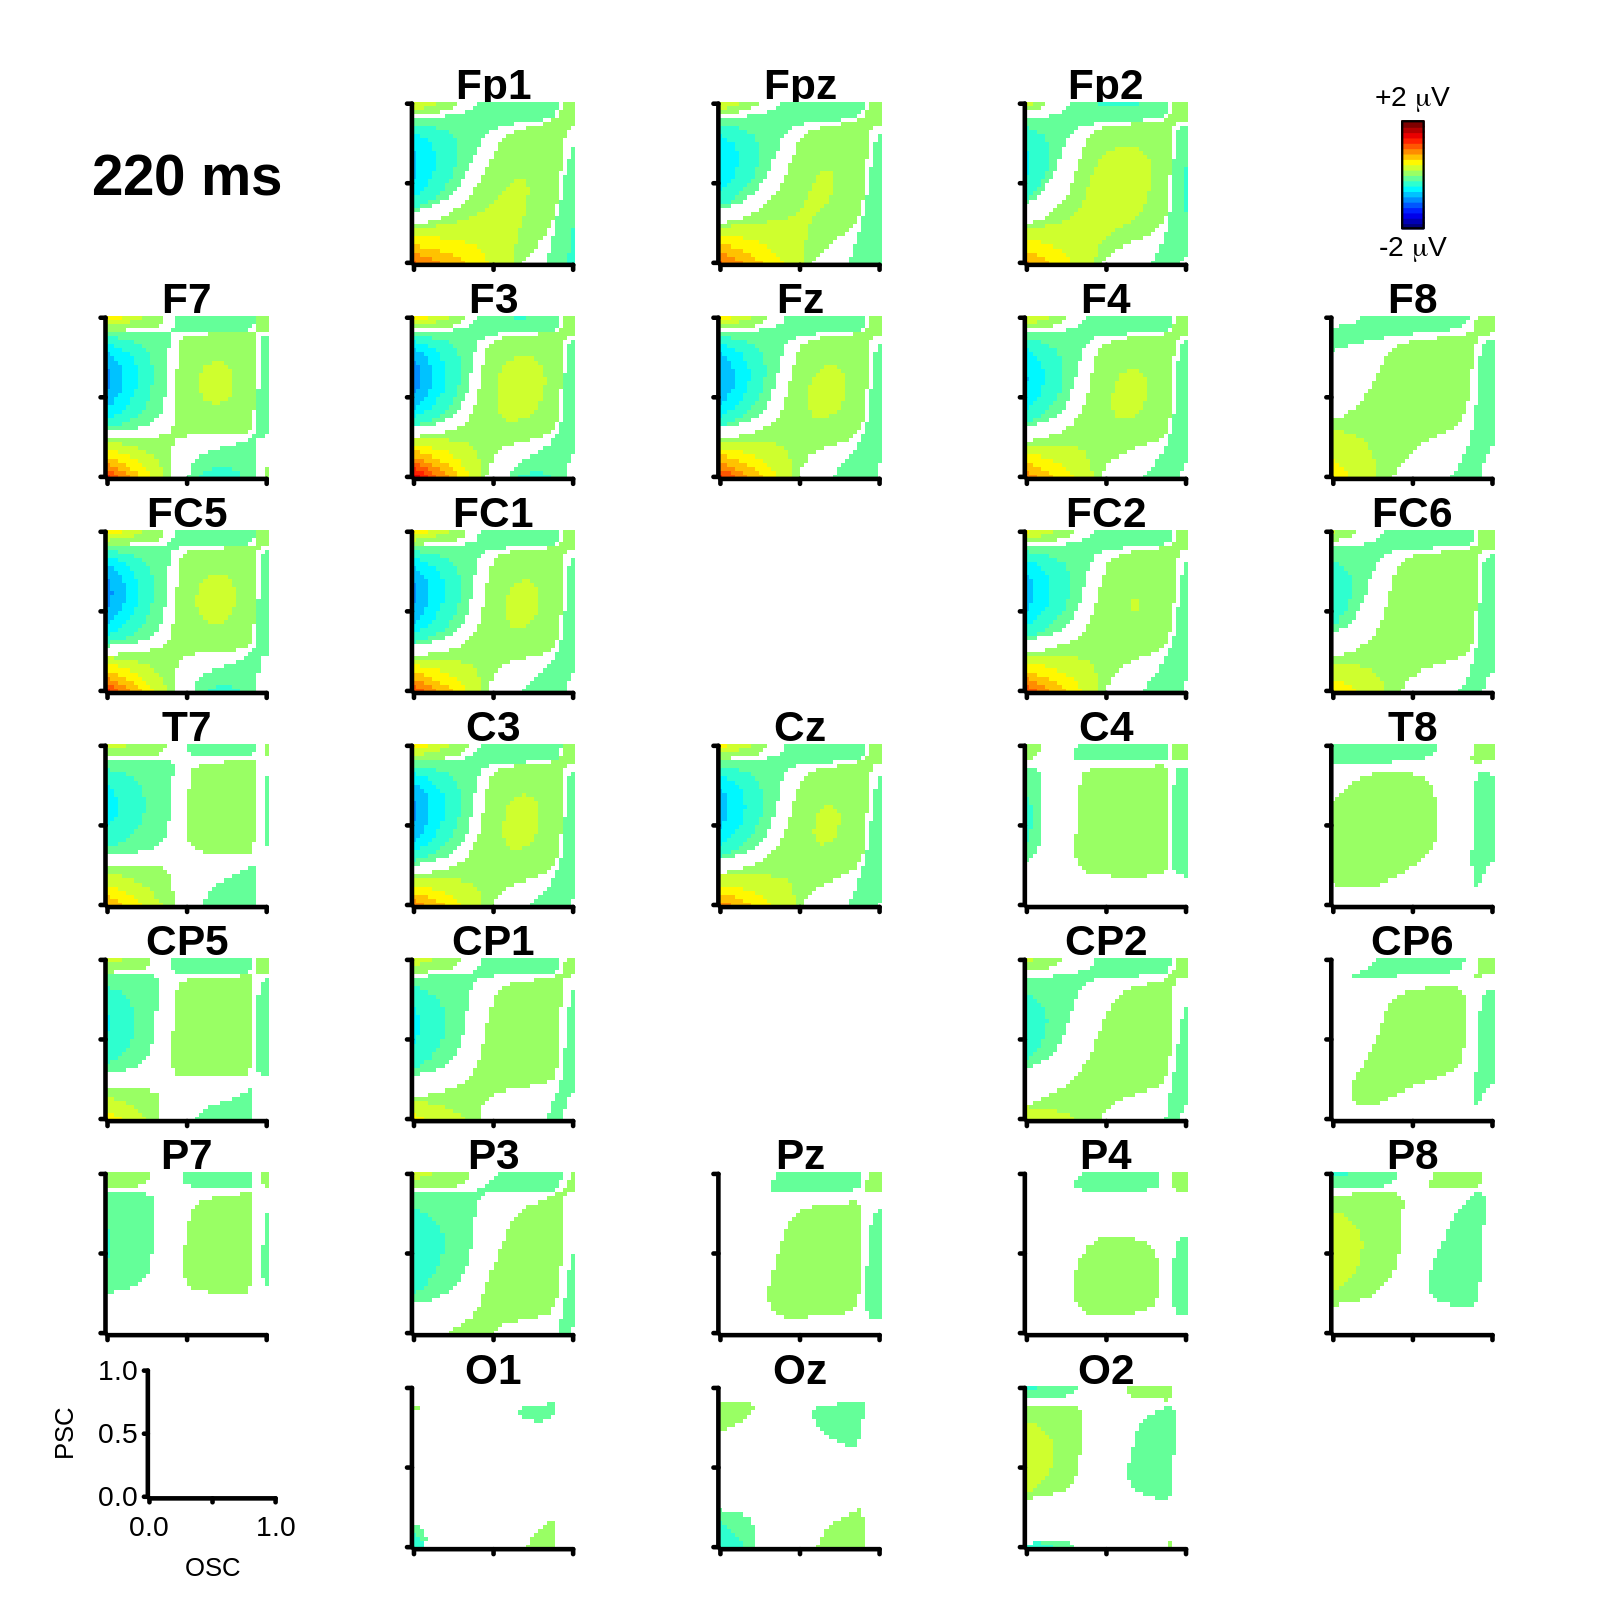 Fp1 Fpz Fp2
+2 μV
220 ms
-2 μV
F7 F3 Fz F4 F8
FC5 FC1 FC2 FC6
T7 C3 Cz C4 T8
CP5 CP1 CP2 CP6
P7 P3 Pz P4 P8
O1 Oz O2
1.0
PSC
0.5
0.0
0.0 1.0
OSC